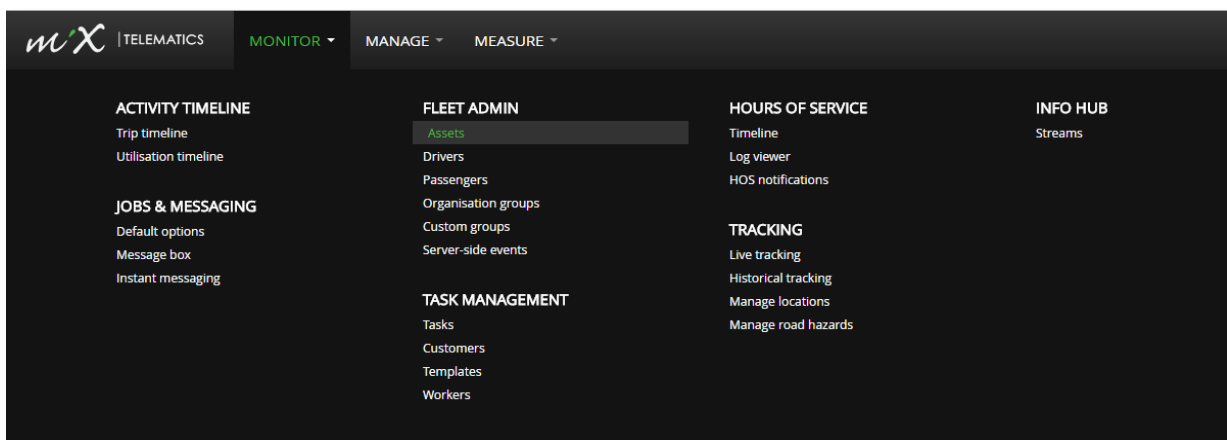 m'X | TELEMATICS MONITOR MANAGE MEASURE
ACTIVITY TIMELINE
Trip timeline
Utilisation timeline
JOBS & MESSAGING
Default options
Message box
Instant messaging
FLEET ADMIN
Assets
Drivers
Passengers
Organisation groups
Custom groups
Server-side events
TASK MANAGEMENT
Tasks
Customers
Templates
Workers
HOURS OF SERVICE
Timeline
Log viewer
HOS notifications
TRACKING
Live tracking
Historical tracking
Manage locations
Manage road hazards
INFO HUB
Streams